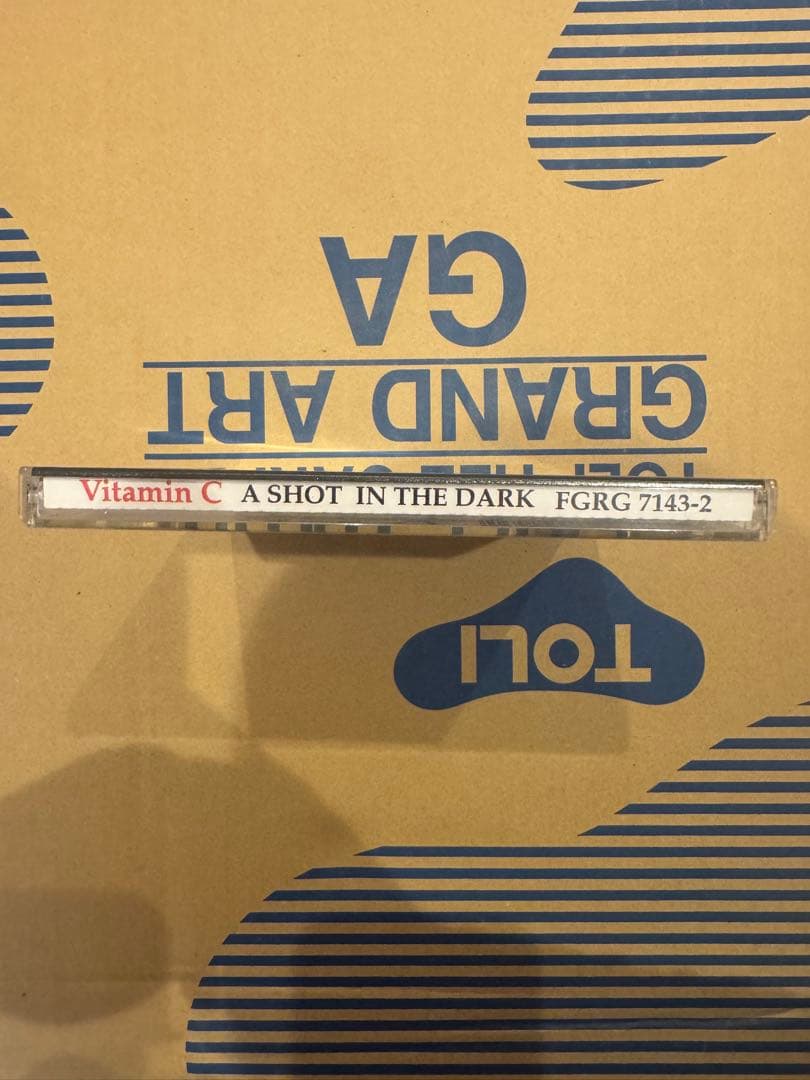 GA
GRAND ART
Vitamin C A SHOT IN THE DARK FGRG 7143-2
TOLI